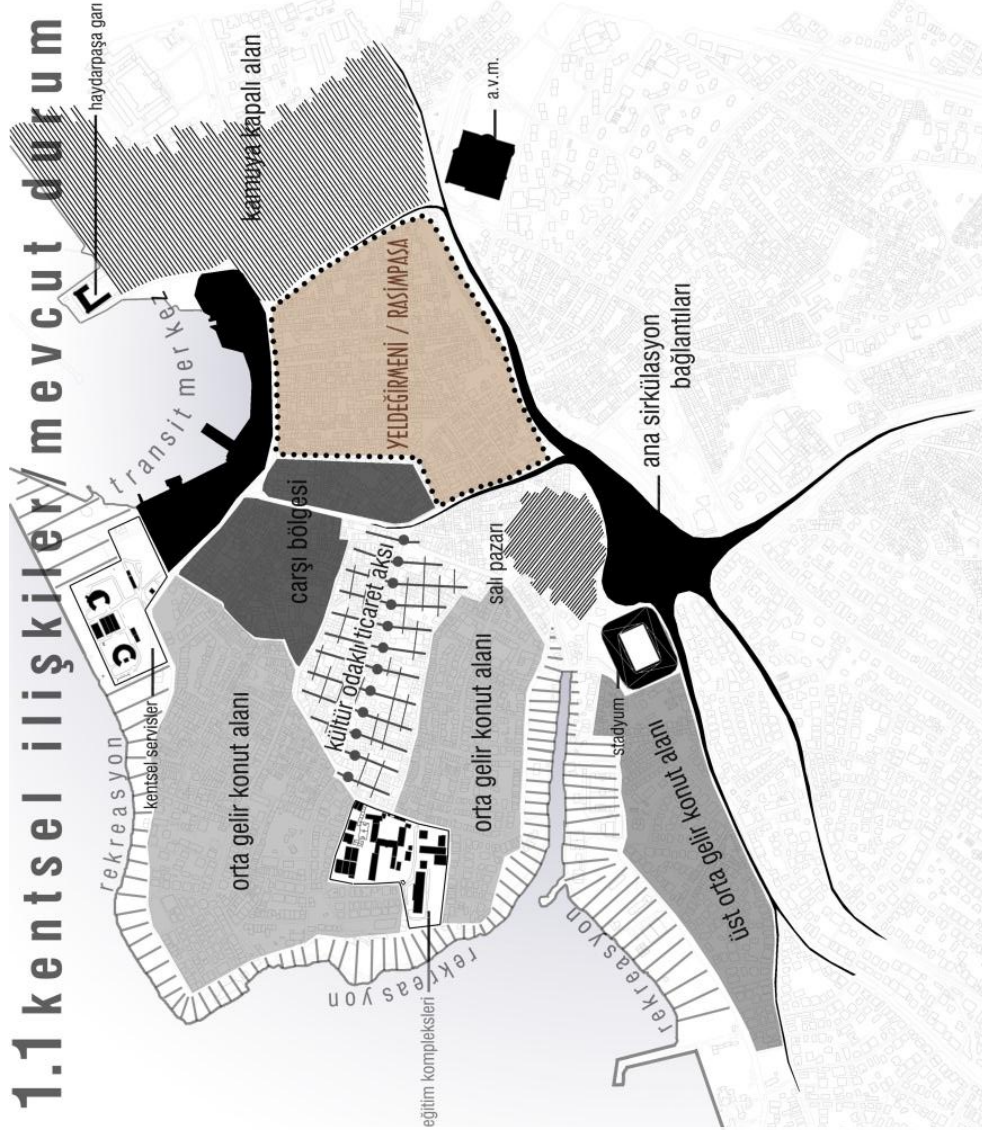 1.1 kentsel ilişkiler/mevcut durum
haydarpaşa garı
kamuya kapalı alan
a.v.m.
transit merkez
YELDEĞİRMENİ / RASİMPAŞA
ana sirkülasyon
bağlantıları
çarşı bölgesi
kültür odaklı ticaret aksı
salı pazarı
kentsel servisler
rekreasyon
orta gelir konut alanı
orta gelir konut alanı
stadyum
üst orta gelir konut alanı
rekreasyon
rekreasyon
eğitim kompleksleri